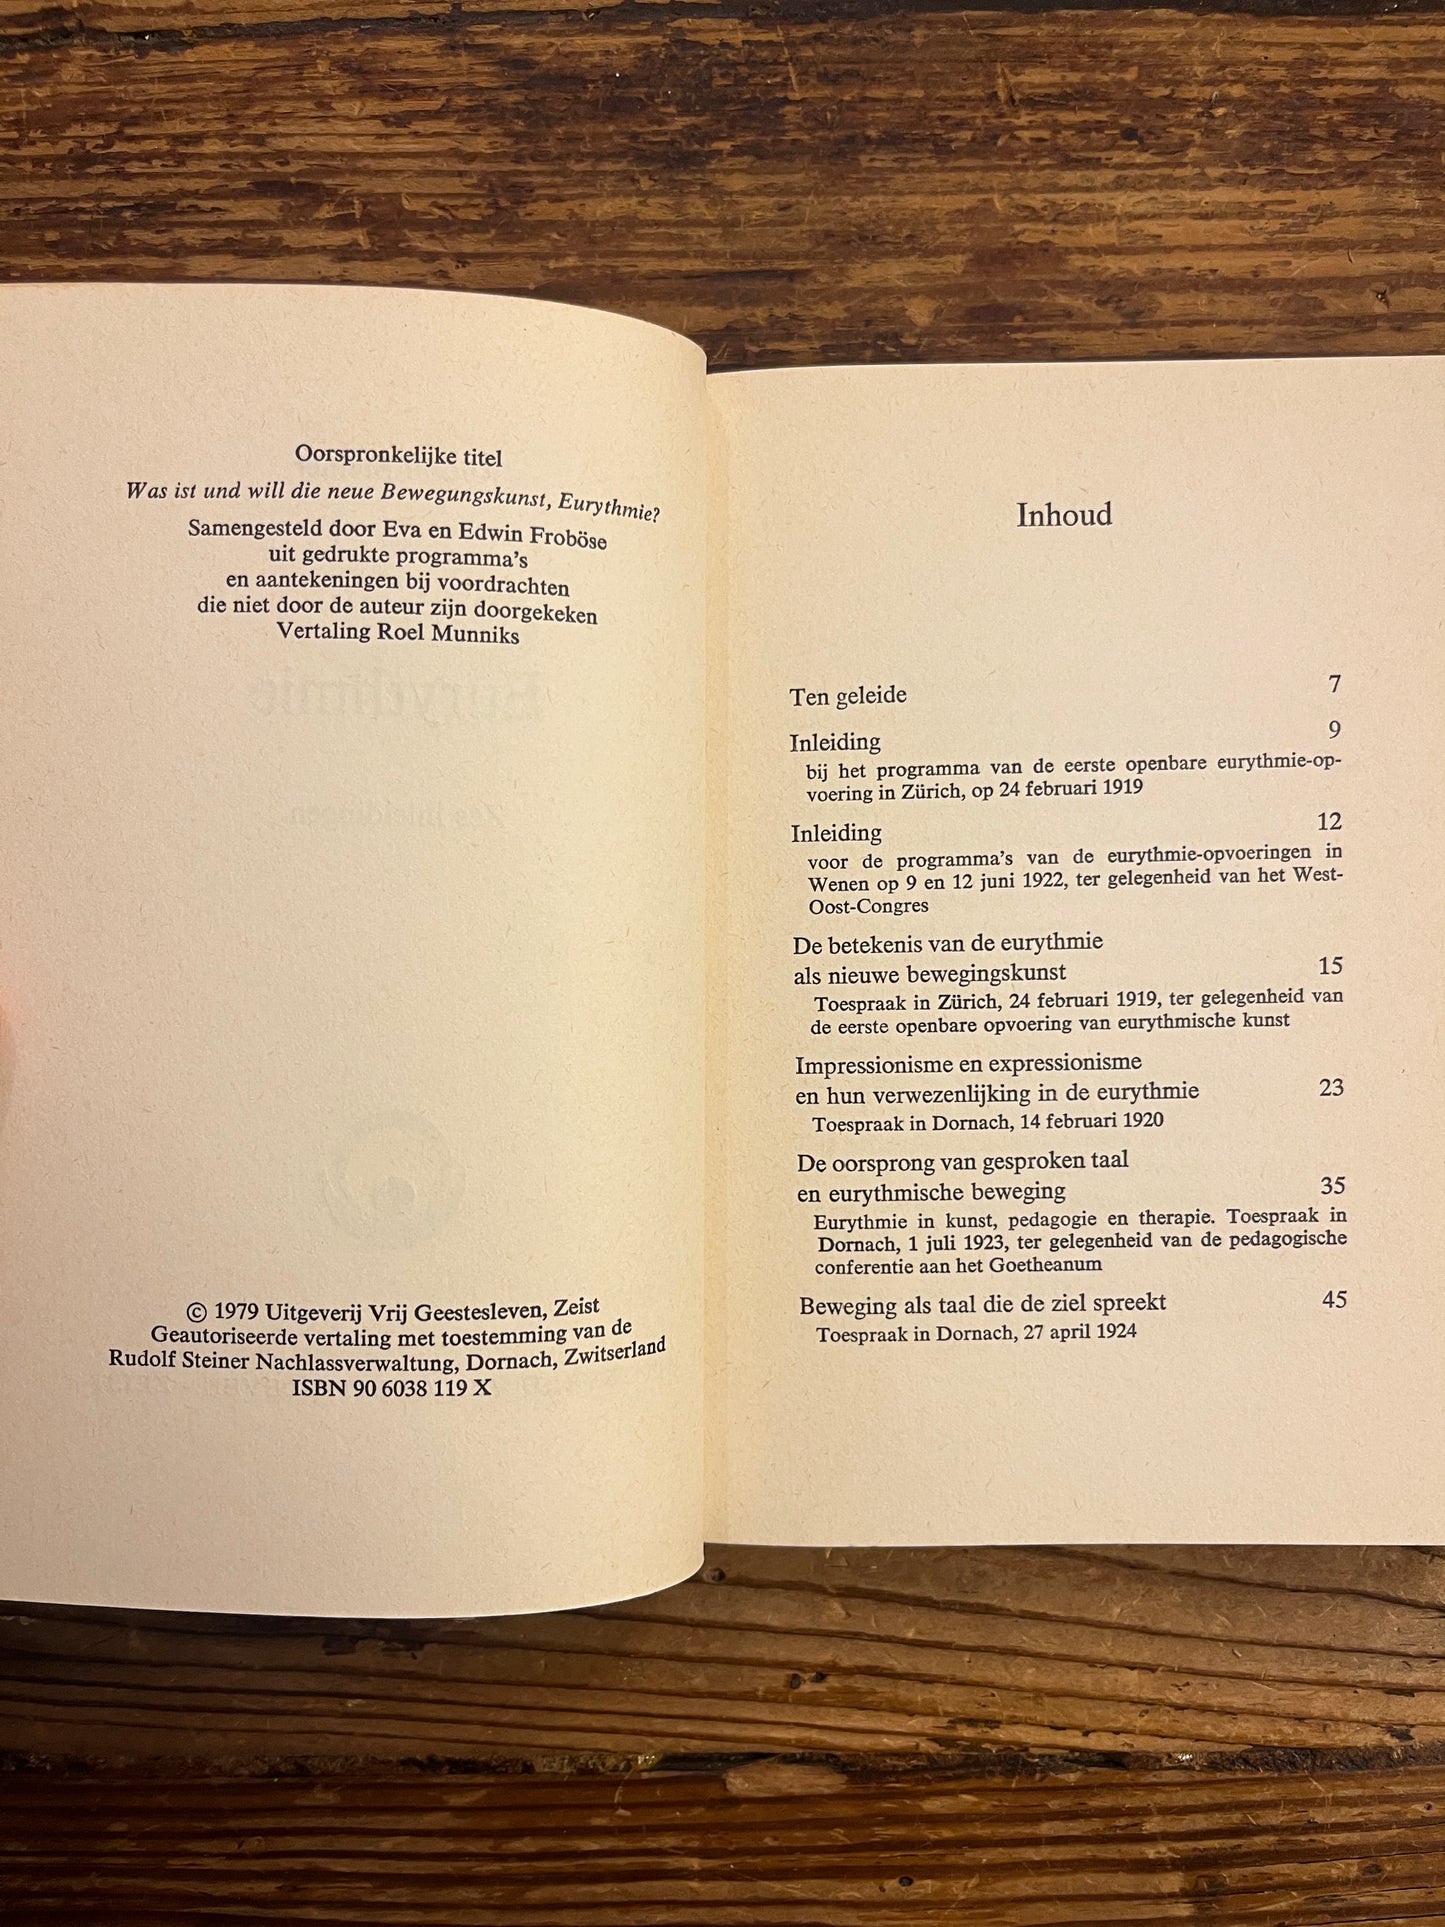 Oorspronkelijke titel
Was ist und will die neue Bewegungskunst, Eurythmie?
Samengesteld door Eva en Edwin Froböse
uit gedrukte programma's
en aantekeningen bij voordrachten
die niet door de auteur zijn doorgekeken
Vertaling Roel Munniks
© 1979 Uitgeverij Vrij Geestesleven, Zeist
Geautoriseerde vertaling met toestemming van de
Rudolf Steiner Nachlassverwaltung, Dornach, Zwitserland
ISBN 90 6038 119 X
Inhoud
Ten geleide 7
Inleiding 9
bij het programma van de eerste openbare eurythmie-op-
voering in Zürich, op 24 februari 1919
Inleiding 12
voor de programma's van de eurythmie-opvoeringen in
Wenen op 9 en 12 juni 1922, ter gelegenheid van het West-
Oost-Congres
De betekenis van de eurythmie
als nieuwe bewegingskunst 15
Toespraak in Zürich, 24 februari 1919, ter gelegenheid van
de eerste openbare opvoering van eurythmische kunst
Impressionisme en expressionisme
en hun verwezenlijking in de eurythmie 23
Toespraak in Dornach, 14 februari 1920
De oorsprong van gesproken taal
en eurythmische beweging 35
Eurythmie in kunst, pedagogie en therapie. Toespraak in
Dornach, 1 juli 1923, ter gelegenheid van de pedagogische
conferentie aan het Goetheanum
Beweging als taal die de ziel spreekt 45
Toespraak in Dornach, 27 april 1924